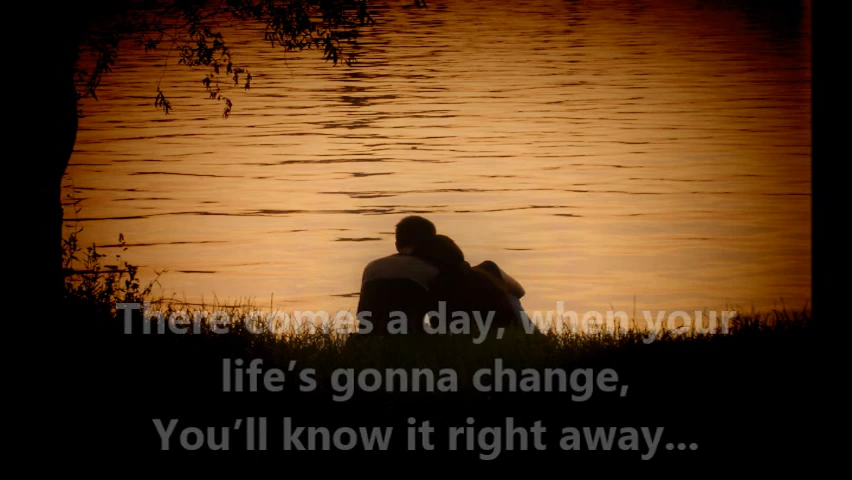 There comes a day, when your
life’s gonna change,
You’ll know it right away...